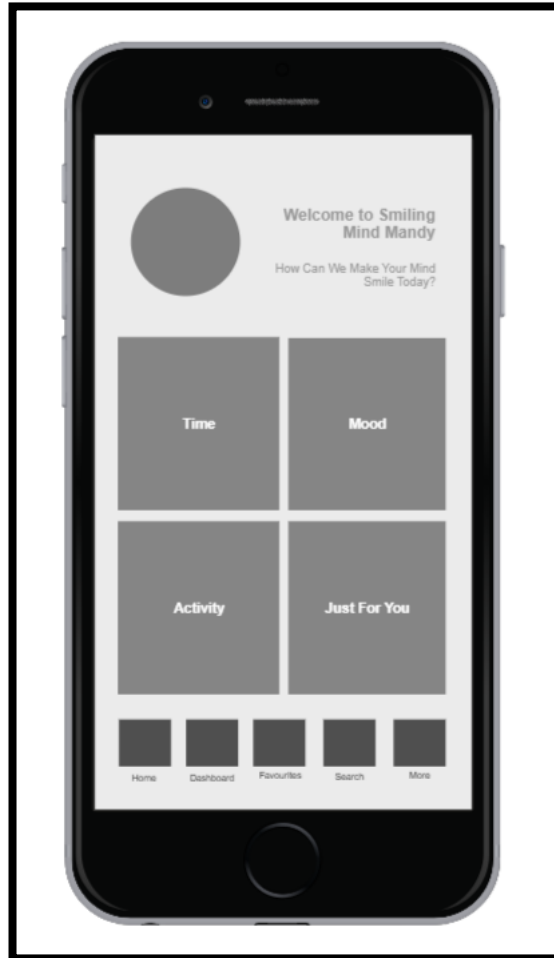 Welcome to Smiling
Mind Mandy
How Can We Make Your Mind
Smile Today?
Time
Mood
Activity
Just For You
Home
Dashboard
Favourites
Search
More